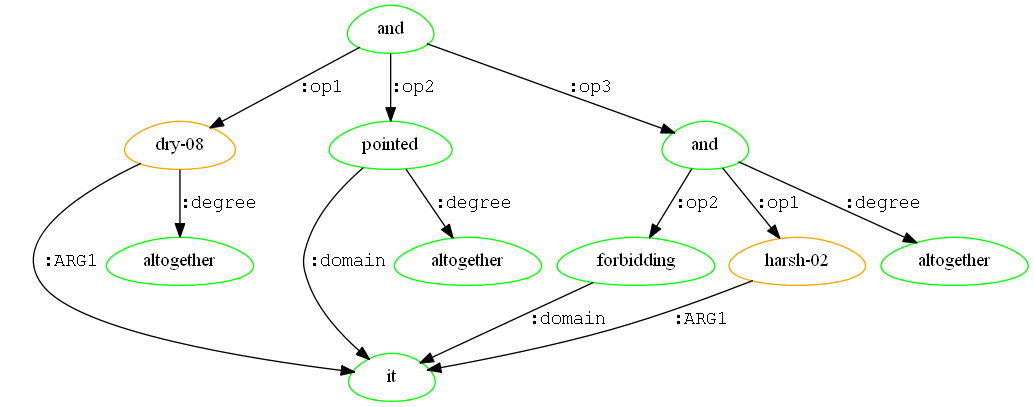 and
:op1 :op2 :op3
dry-08 pointed and
:degree :degree :op2 :op1 :degree
:ARG1 altogether :domain altogether forbidding harsh-02 altogether
:domain :ARG1
it